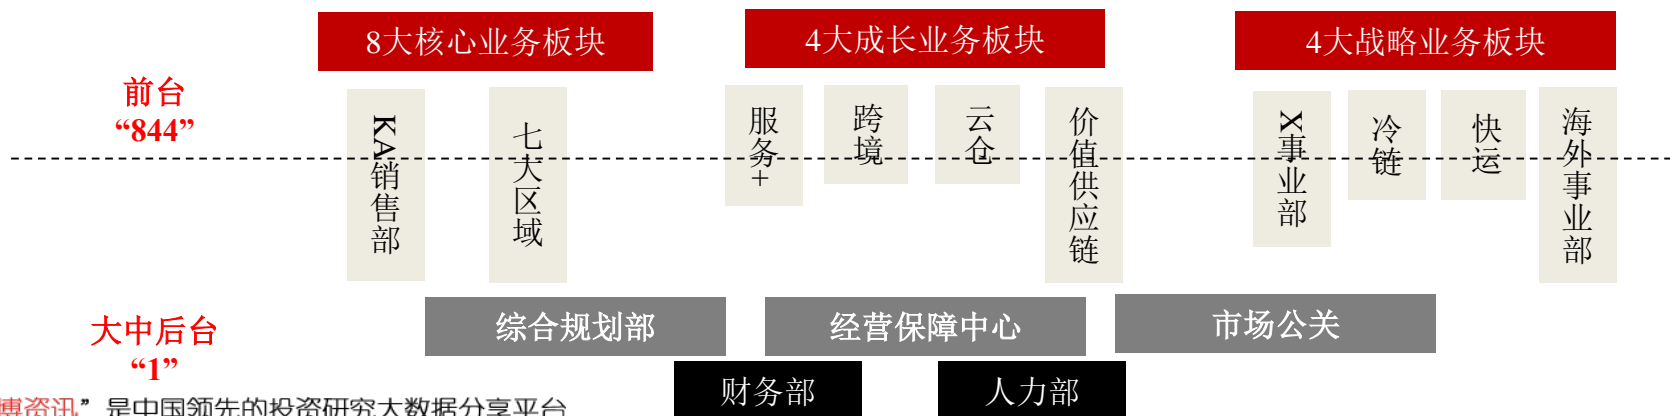 8大核心业务板块
4大成长业务板块
4大战略业务板块
前台
“844”
KA销售部
七大区域
服务+
跨境
云仓
价值供应链
X事业部
冷链
快运
海外事业部
大中后台
“1”
综合规划部
经营保障中心
市场公关
财务部
人力部
博资讯”是中国领先的投资研究大数据分享平台